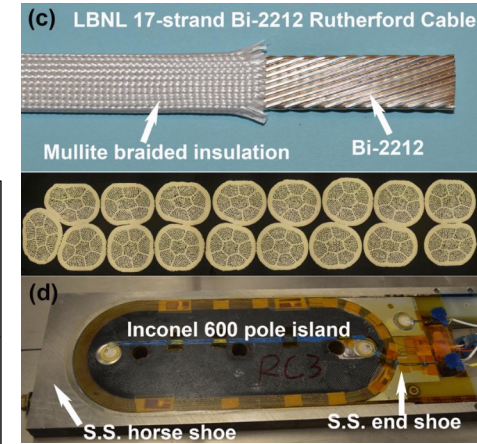 (c) LBNL 17-strand Bi-2212 Rutherford Cable
Mullite braided insulation
Bi-2212
(d)
Inconel 600 pole island
RC3
S.S. horse shoe
S.S. end shoe